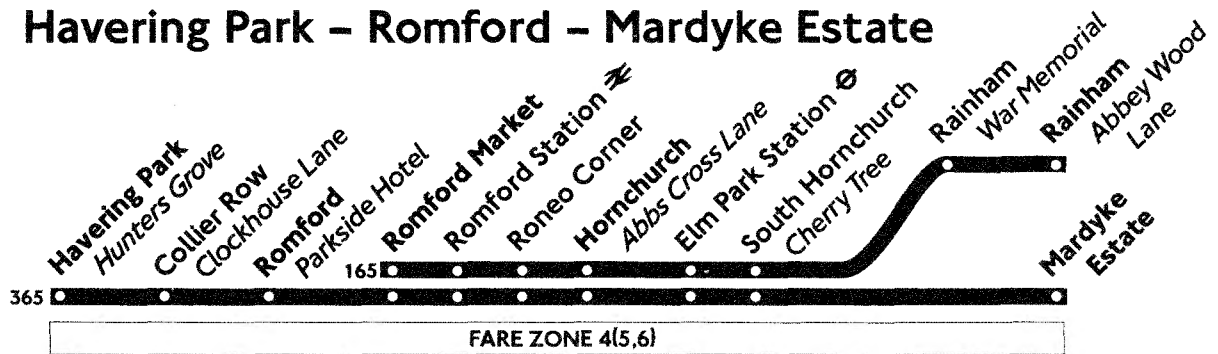 Havering Park – Romford – Mardyke Estate
Havering Park
Hunters Grove
Collier Row
Clockhouse Lane
Romford
Parkside Hotel
Romford Market
Romford Station
Roneo Corner
Hornchurch
Abbs Cross Lane
Elm Park Station
South Hornchurch
Cherry Tree
Rainham
War Memorial
Rainham
Abbey Wood
Lane
Mardyke
Estate
165
365
FARE ZONE 4(5,6)